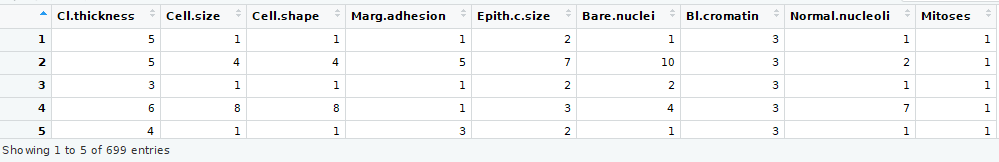 Cl.thickness Cell.size Cell.shape Marg.adhesion Epith.c.size Bare.nuclei Bl.cromatin Normal.nucleoli Mitoses
1 5 1 1 1 2 1 3 1 1
2 5 4 4 5 7 10 3 2 1
3 3 1 1 1 2 2 3 1 1
4 6 8 8 1 3 4 3 7 1
5 4 1 1 3 2 1 3 1 1
Showing 1 to 5 of 699 entries